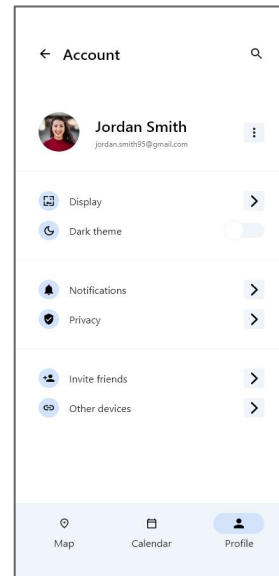 Account
Jordan Smith
jordan.smith95@gmail.com
Display
Dark theme
Notifications
Privacy
Invite friends
Other devices
Map Calendar Profile